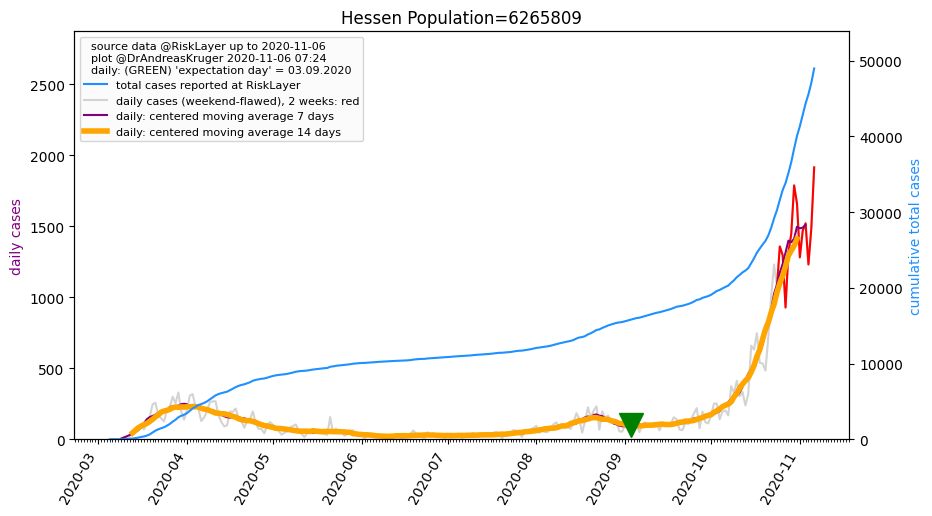 Hessen Population=6265809
source data @RiskLayer up to 2020-11-06
plot @DrAndreasKruger 2020-11-06 07:24
daily: (GREEN) 'expectation day' = 03.09.2020
total cases reported at RiskLayer
daily cases (weekend-flawed), 2 weeks: red
daily: centered moving average 7 days
daily: centered moving average 14 days
daily cases
2500
2000
1500
1000
500
0
cumulative total cases
50000
40000
30000
20000
10000
0
2020-03
2020-04
2020-05
2020-06
2020-07
2020-08
2020-09
2020-10
2020-11